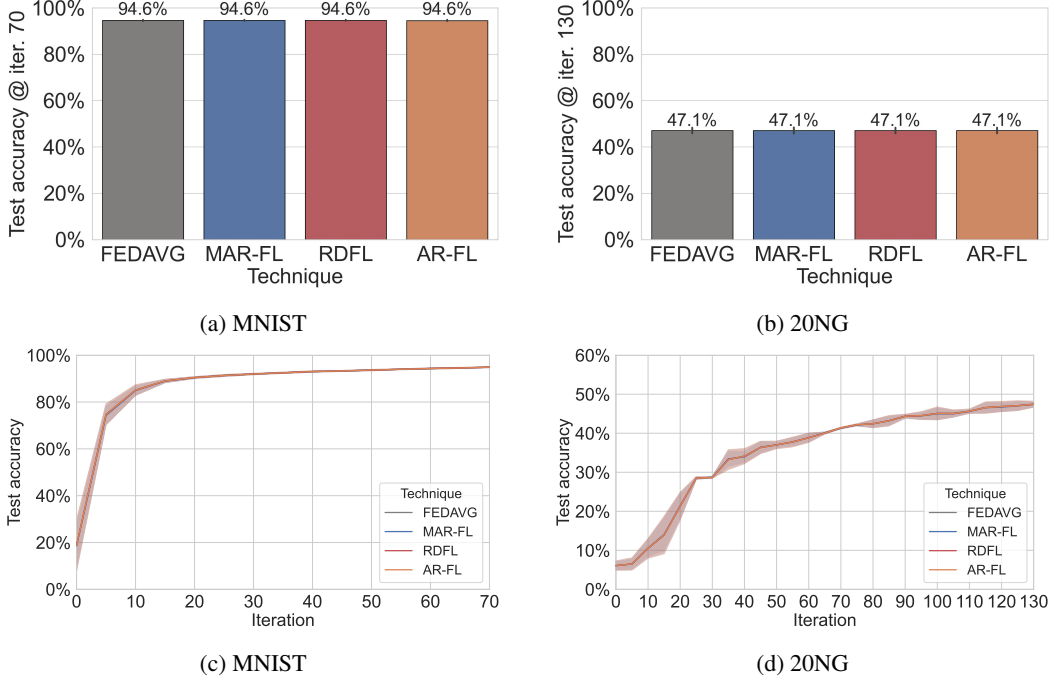 Test accuracy @ iter. 70
100%
80%
60%
40%
20%
0%
94.6% 94.6% 94.6% 94.6%
FEDAVG MAR-FL RDFL AR-FL
Technique
(a) MNIST
Test accuracy @ iter. 130
100%
80%
60%
40%
20%
0%
47.1% 47.1% 47.1% 47.1%
FEDAVG MAR-FL RDFL AR-FL
Technique
(b) 20NG
Test accuracy
100%
80%
60%
40%
20%
0%
Technique
FEDAVG
MAR-FL
RDFL
AR-FL
0 10 20 30 40 50 60 70
Iteration
(c) MNIST
Test accuracy
60%
50%
40%
30%
20%
10%
0%
Technique
FEDAVG
MAR-FL
RDFL
AR-FL
0 10 20 30 40 50 60 70 80 90 100 110 120 130
Iteration
(d) 20NG